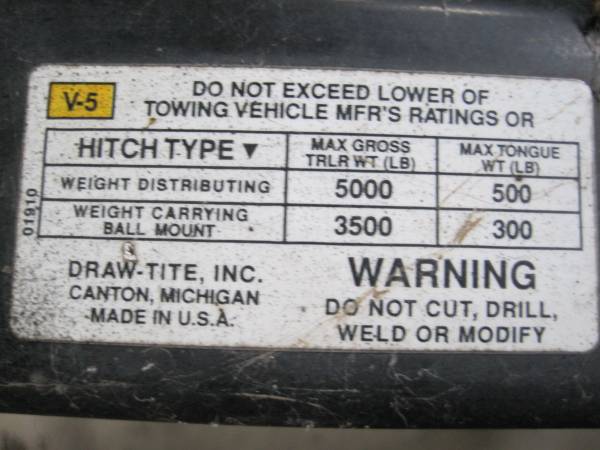 V-5
DO NOT EXCEED LOWER OF
TOWING VEHICLE MFR'S RATINGS OR
HITCH TYPE ▼ MAX GROSS TRLR WT (LB) MAX TONGUE WT (LB)
WEIGHT DISTRIBUTING 5000 500
WEIGHT CARRYING
BALL MOUNT 3500 300
01910
DRAW-TITE, INC.
CANTON, MICHIGAN
MADE IN U.S.A.
WARNING
DO NOT CUT, DRILL,
WELD OR MODIFY